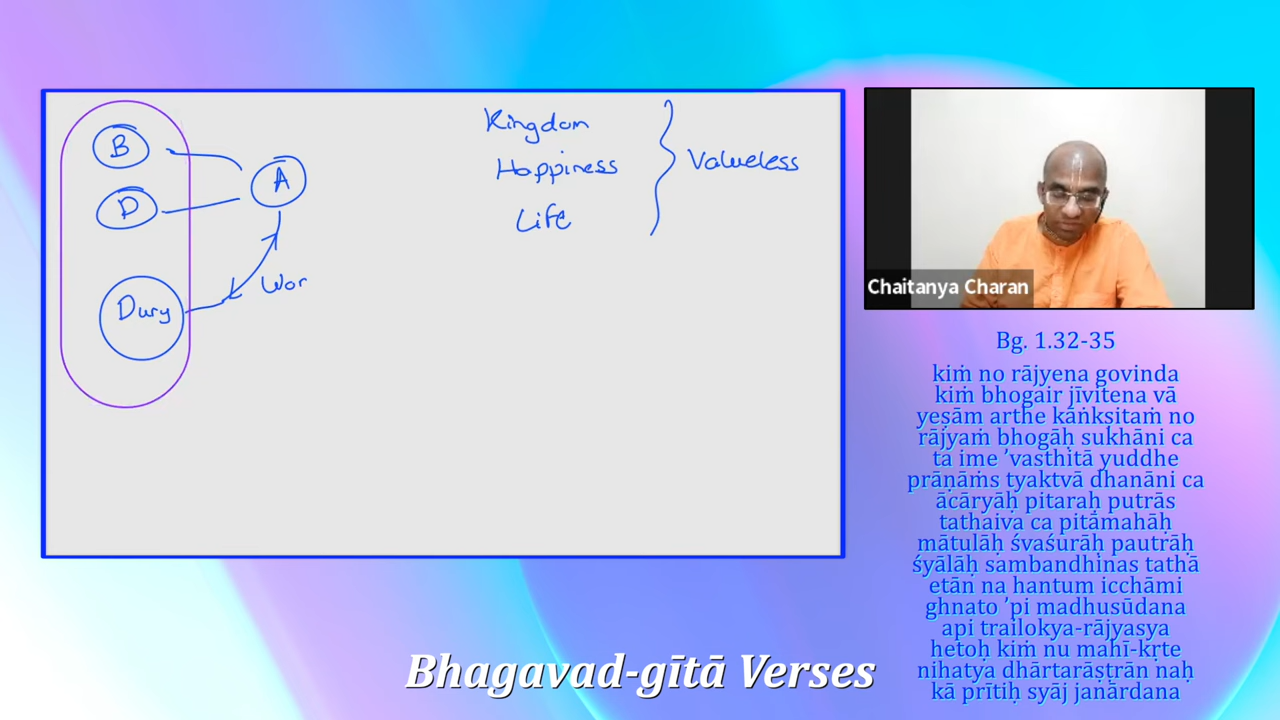 B
A
D
Dury
Wor
Kingdom
Happiness
Life
Valueless
Chaitanya Charan
Bg. 1.32-35
kiṁ no rājyena govinda
kiṁ bhogair jīvitena vā
yeṣām arthe kāṅkṣitaṁ no
rājyaṁ bhogāḥ sukhāni ca
ta ime ’vasthitā yuddhe
prāṇāṁs tyaktvā dhanāni ca
ācāryāḥ pitaraḥ putrās
tathaiva ca pitāmahāḥ
mātulāḥ śvaśurāḥ pautrāḥ
śyālāḥ sambandhinas tathā
etān na hantum icchāmi
ghnato ’pi madhusūdana
api trailokya-rājyasya
hetoḥ kiṁ nu mahī-kṛte
nihatya dhārtarāṣṭrān naḥ
kā prītiḥ syāj janārdana
Bhagavad-gītā Verses